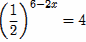 (1/2)^{6-2x} = 4